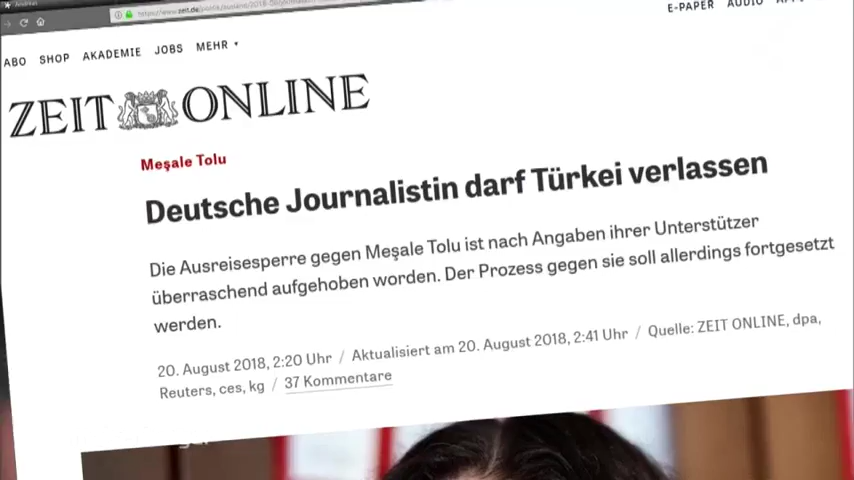 E-PAPER AUDIO
ABO SHOP AKADEMIE JOBS MEHR
ZEIT ONLINE
Meşale Tolu
Deutsche Journalistin darf Türkei verlassen
Die Ausreisesperre gegen Meşale Tolu ist nach Angaben ihrer Unterstützer
überraschend aufgehoben worden. Der Prozess gegen sie soll allerdings fortgesetzt
werden.
20. August 2018, 2:20 Uhr / Aktualisiert am 20. August 2018, 2:41 Uhr / Quelle: ZEIT ONLINE, dpa,
Reuters, ces, kg / 37 Kommentare